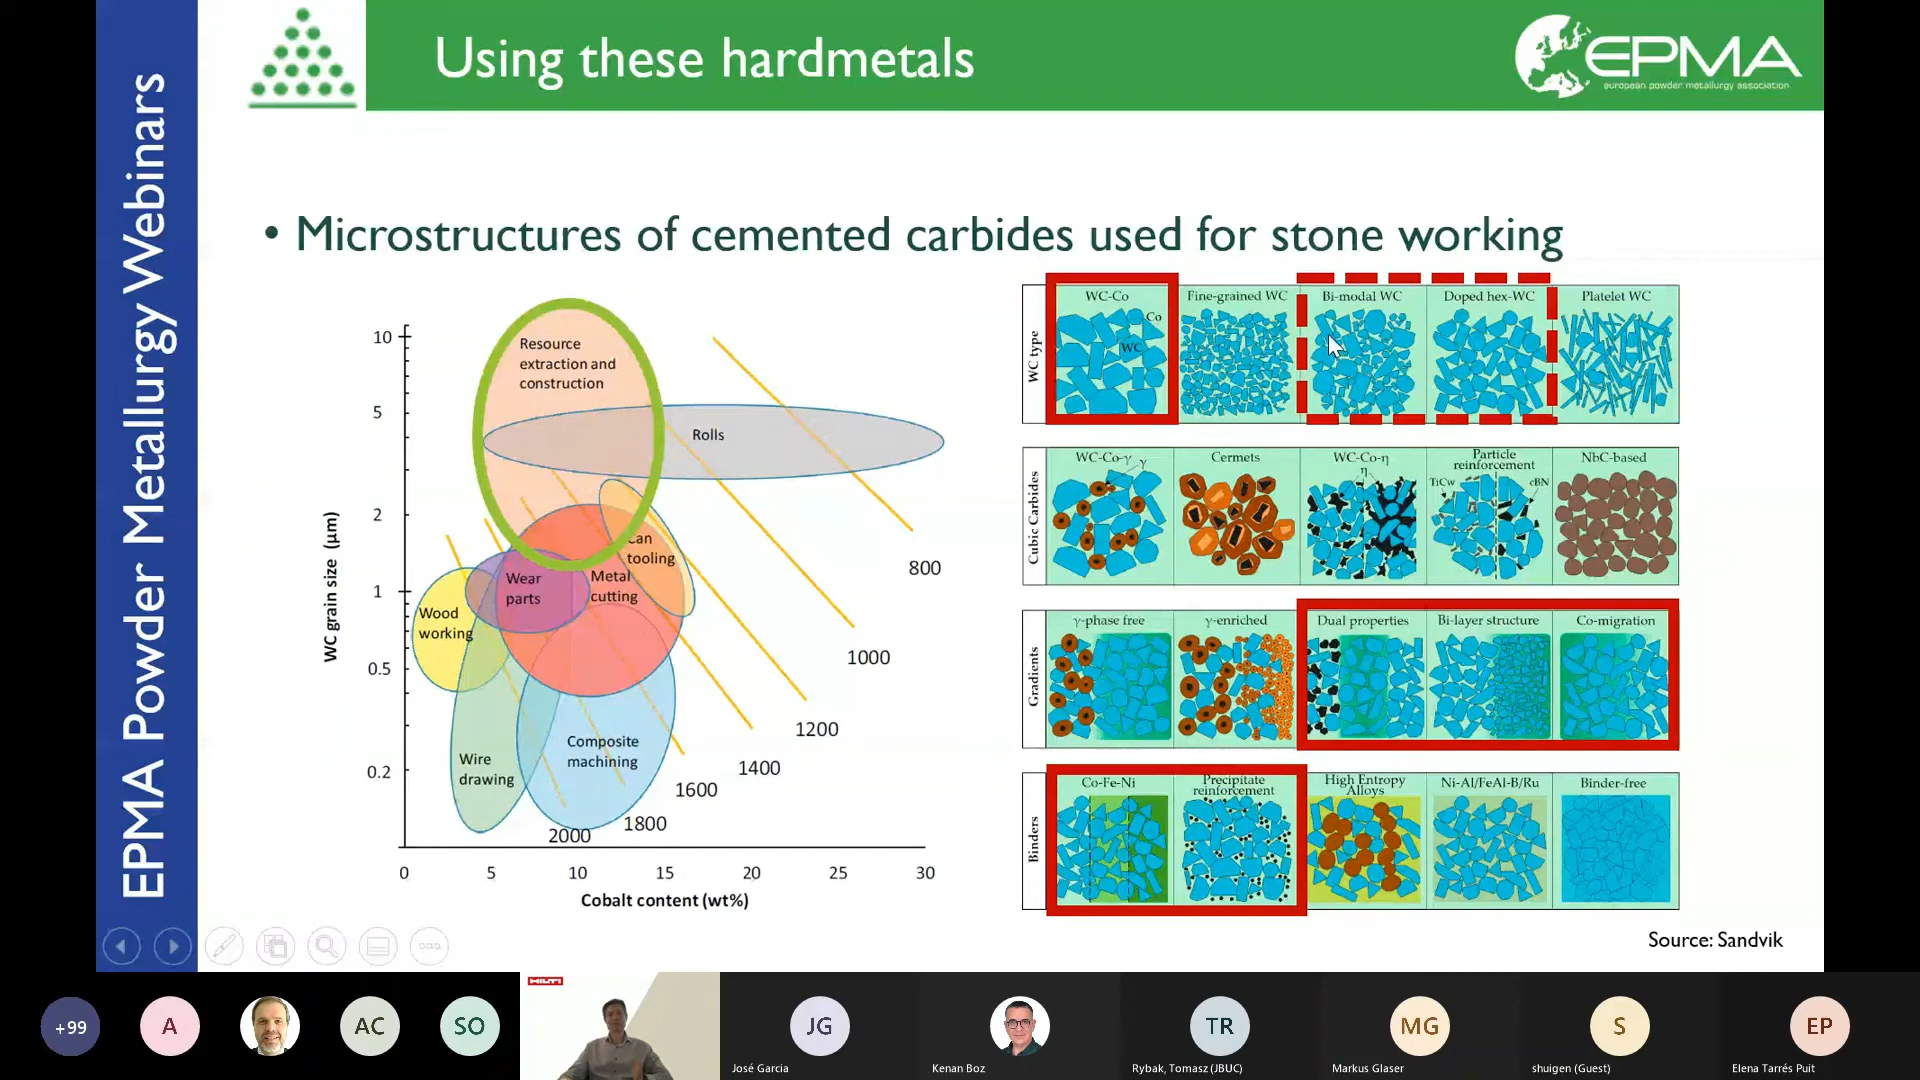 EPMA Powder Metallurgy Webinars
Using these hardmetals
EPMA
european powder metallurgy association
• Microstructures of cemented carbides used for stone working
WC grain size (µm)
10
5
2
1
0.5
0.2
0
5
10
15
20
25
30
Cobalt content (wt%)
Resource
extraction and
construction
Rolls
Can
tooling
Wear
parts
Metal
cutting
Wood
working
Wire
drawing
Composite
machining
800
1000
1200
1400
1600
1800
2000
WC type
WC-Co
Co
WC
Fine-grained WC
Bi-modal WC
Doped hex-WC
Platelet WC
Cubic Carbides
WC-Co-γ
γ
Cermets
WC-Co-η
η
Particle
reinforcement
TiCw
cBN
NbC-based
Gradients
γ-phase free
γ-enriched
Dual properties
Bi-layer structure
Co-migration
Binders
Co-Fe-Ni
Precipitate
reinforcement
High Entropy
Alloys
Ni-Al/FeAl-B/Ru
Binder-free
Source: Sandvik
+99
A
AC
SO
HILTI
JG
José Garcia
Kenan Boz
TR
Rybak, Tomasz (JBUC)
MG
Markus Glaser
S
shuigen (Guest)
EP
Elena Tarrés Puit